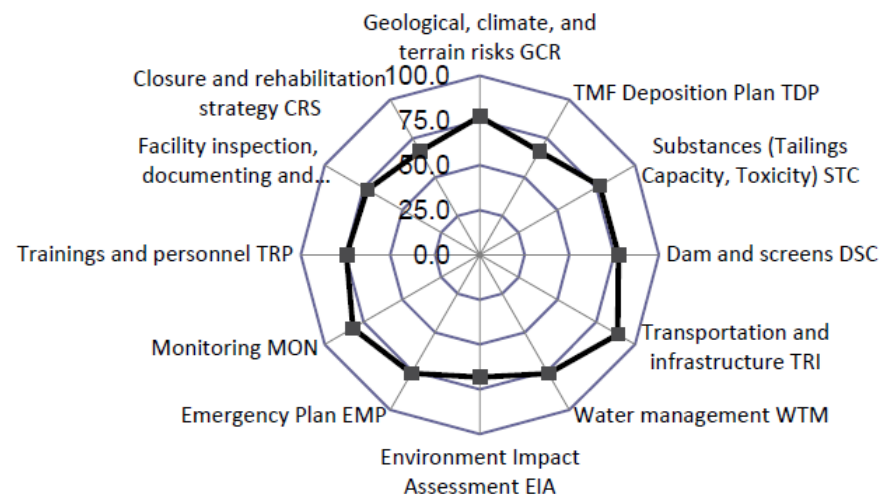 Geological, climate, and
terrain risks GCR
TMF Deposition Plan TDP
Substances (Tailings
Capacity, Toxicity) STC
Dam and screens DSC
Transportation and
infrastructure TRI
Water management WTM
Environment Impact
Assessment EIA
Emergency Plan EMP
Monitoring MON
Trainings and personnel TRP
Facility inspection,
documenting and...
Closure and rehabilitation
strategy CRS
100.0
75.0
50.0
25.0
0.0